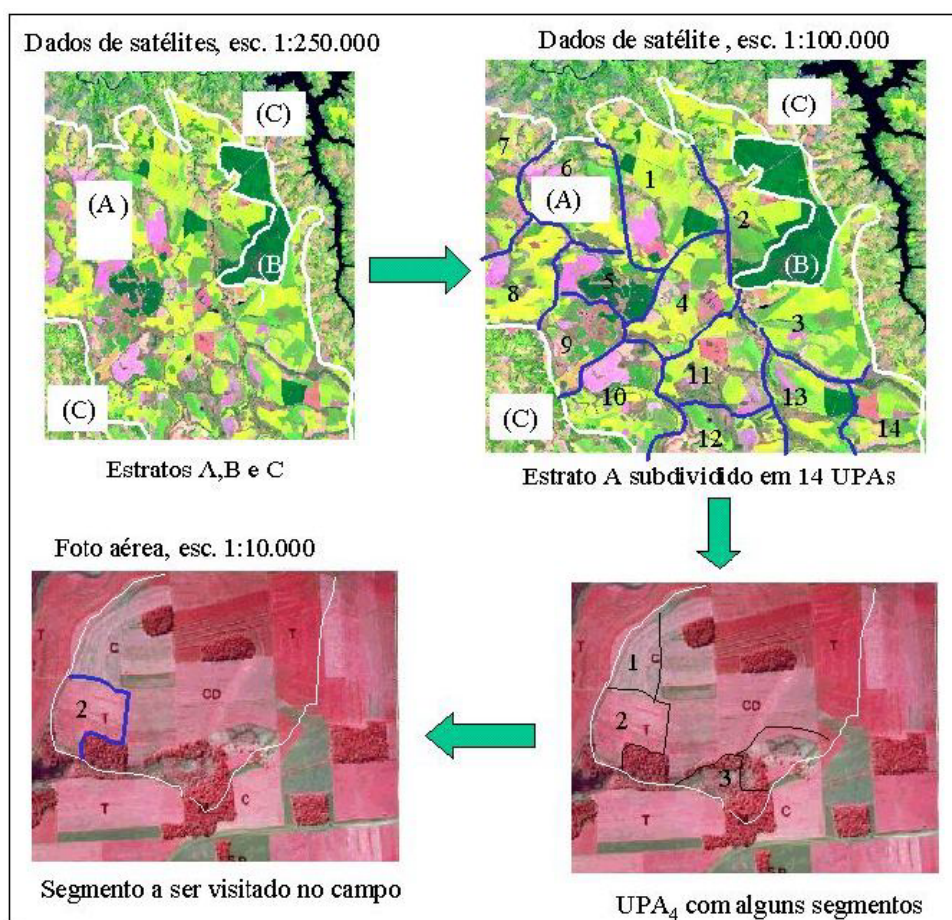 Dados de satélites, esc. 1:250.000
(C)
(A )
(B
(C)
Estratos A,B e C
Dados de satélite , esc. 1:100.000
(C)
7
6
1
(A)
2
(B)
5
8
4
3
9
11
10
13
(C)
12
14
Estrato A subdividido em 14 UPAs
Foto aérea, esc. 1:10.000
T
C
T
CD
2
T
T
C
Segmento a ser visitado no campo
T
C
T
1
CD
2
T
3
T
C
UPA4 com alguns segmentos